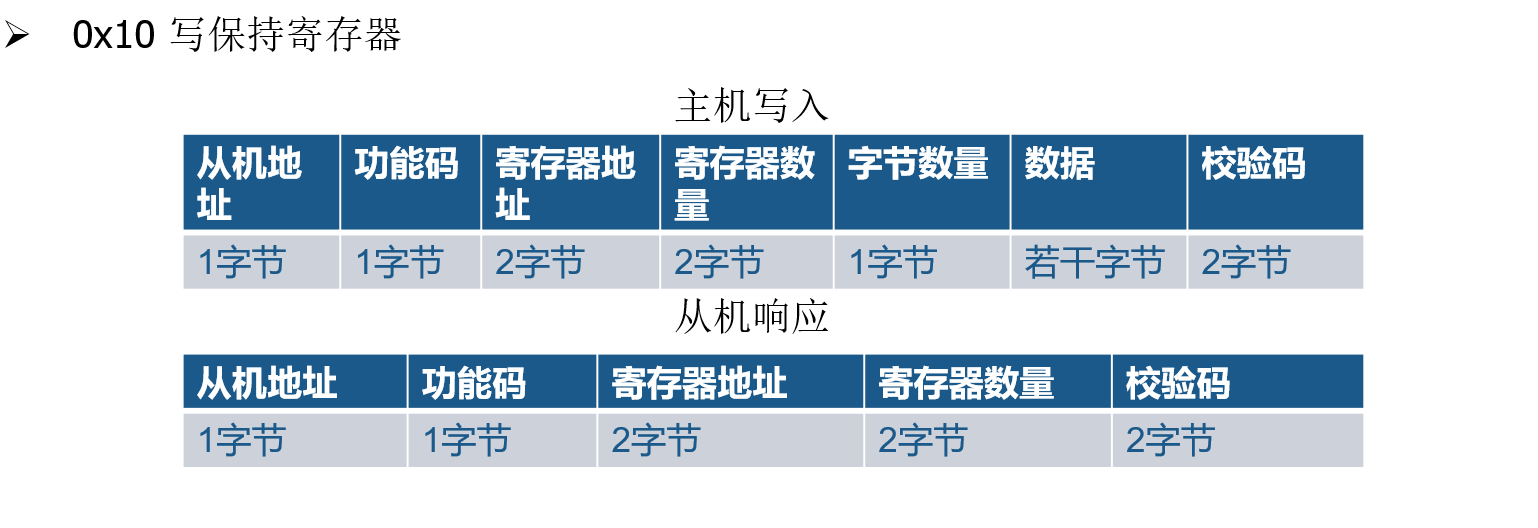 ➢ 0x10 写保持寄存器
主机写入
从机地址 功能码 寄存器地址 寄存器数量 字节数量 数据 校验码
1字节 1字节 2字节 2字节 1字节 若干字节 2字节
从机响应
从机地址 功能码 寄存器地址 寄存器数量 校验码
1字节 1字节 2字节 2字节 2字节